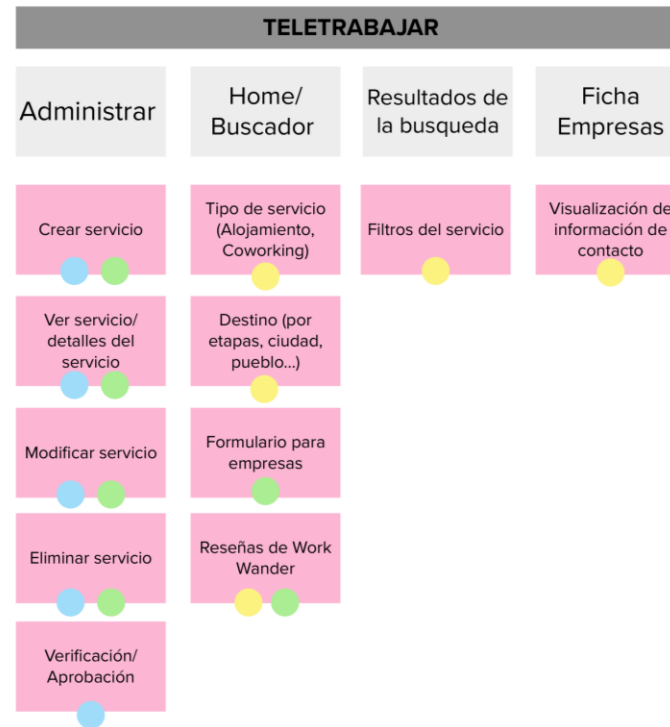 TELETRABAJAR
Administrar
Home/
Buscador
Resultados de
la busqueda
Ficha
Empresas
Crear servicio
Tipo de servicio
(Alojamiento,
Coworking)
Filtros del servicio
Visualización de
información de
contacto
Ver servicio/
detalles del
servicio
Destino (por
etapas, ciudad,
pueblo...)
Modificar servicio
Formulario para
empresas
Eliminar servicio
Reseñas de Work
Wander
Verificación/
Aprobación